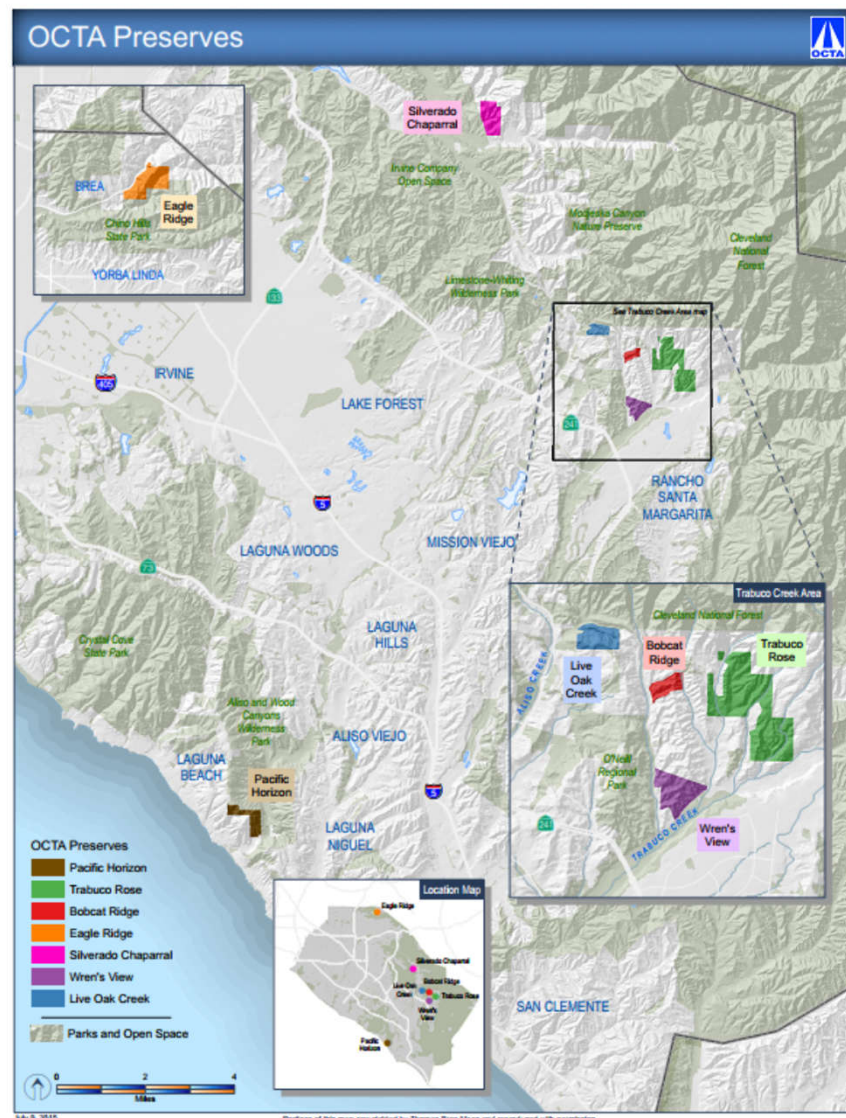 OCTA Preserves
OCTA
Silverado
Chaparral
Irvine Company
Open Space
BREA
Eagle
Ridge
Chino Hills
State Park
YORBA LINDA
Modjeska Canyon
Nature Preserve
Cleveland
National
Forest
Limestone-Whiting
Wilderness Park
133
See Trabuco Creek Area map
IRVINE
405
LAKE FOREST
241
RANCHO
SANTA
MARGARITA
5
LAGUNA WOODS
MISSION VIEJO
73
Trabuco Creek Area
Cleveland National Forest
Crystal Cove
State Park
LAGUNA
HILLS
Bobcat
Ridge
Trabuco
Rose
Live
Oak
Creek
ALISO CREEK
Aliso and Wood
Canyons
Wilderness
Park
ALISO VIEJO
LAGUNA
BEACH
O'Neill
Regional
Park
Pacific
Horizon
5
241
Wren's
View
TRABUCO CREEK
LAGUNA
NIGUEL
OCTA Preserves
Pacific Horizon
Trabuco Rose
Bobcat Ridge
Eagle Ridge
Silverado Chaparral
Wren's View
Live Oak Creek
Parks and Open Space
0 2 4
Miles
Location Map
Eagle Ridge
Silverado Chaparral
Live Oak
Creek
Bobcat Ridge
Trabuco Rose
Wren's
View
Pacific
Horizon
SAN CLEMENTE